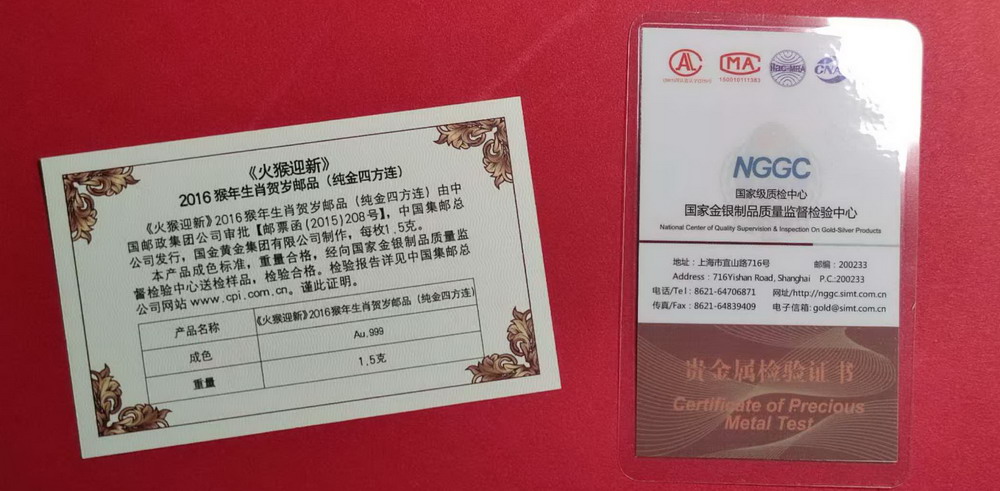 《火猴迎新》
2016猴年生肖贺岁邮品（纯金四方连）
《火猴迎新》2016猴年生肖贺岁邮品（纯金四方连）由中
国邮政集团公司审批【邮票函(2015)208号】，中国集邮总
公司发行，国金黄金集团有限公司制作，每枚1.5克。
本产品成色标准，重量合格，经向国家金银制品质量监
督检验中心送检样品，检验合格。检验报告详见中国集邮总
公司网站www.cpi.com.cn。谨此证明。
产品名称 《火猴迎新》2016猴年生肖贺岁邮品（纯金四方连）
成色 Au.999
重量 1.5克
AL MA ilac-MRA CNA
NGGC
国家级质检中心
国家金银制品质量监督检验中心
National Center of Quality Supervision & Inspection On Gold-Silver Products
地址：上海市宜山路716号 邮编：200233
Address：716Yishan Road, Shanghai P.C.:200233
电话/Tel：8621-64706871 网址/http://nggc.simt.com.cn
传真/Fax：8621-64839409 电子信箱: gold@simt.com.cn
贵金属检验证书
Certificate of Precious
Metal Test